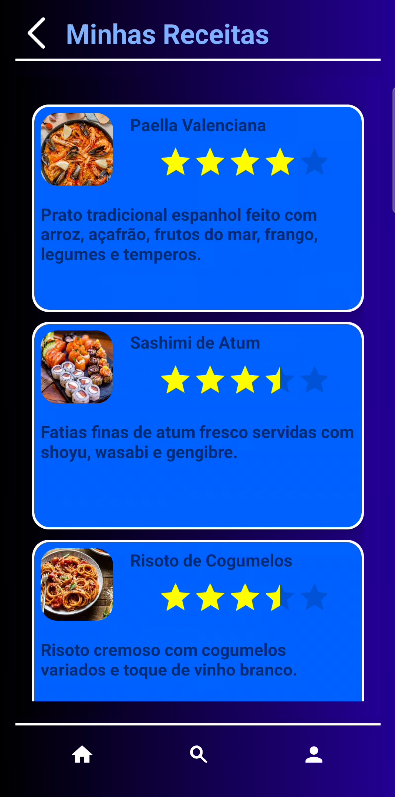 Minhas Receitas
Paella Valenciana
Prato tradicional espanhol feito com
arroz, açafrão, frutos do mar, frango,
legumes e temperos.
Sashimi de Atum
Fatias finas de atum fresco servidas com
shoyu, wasabi e gengibre.
Risoto de Cogumelos
Risoto cremoso com cogumelos
variados e toque de vinho branco.